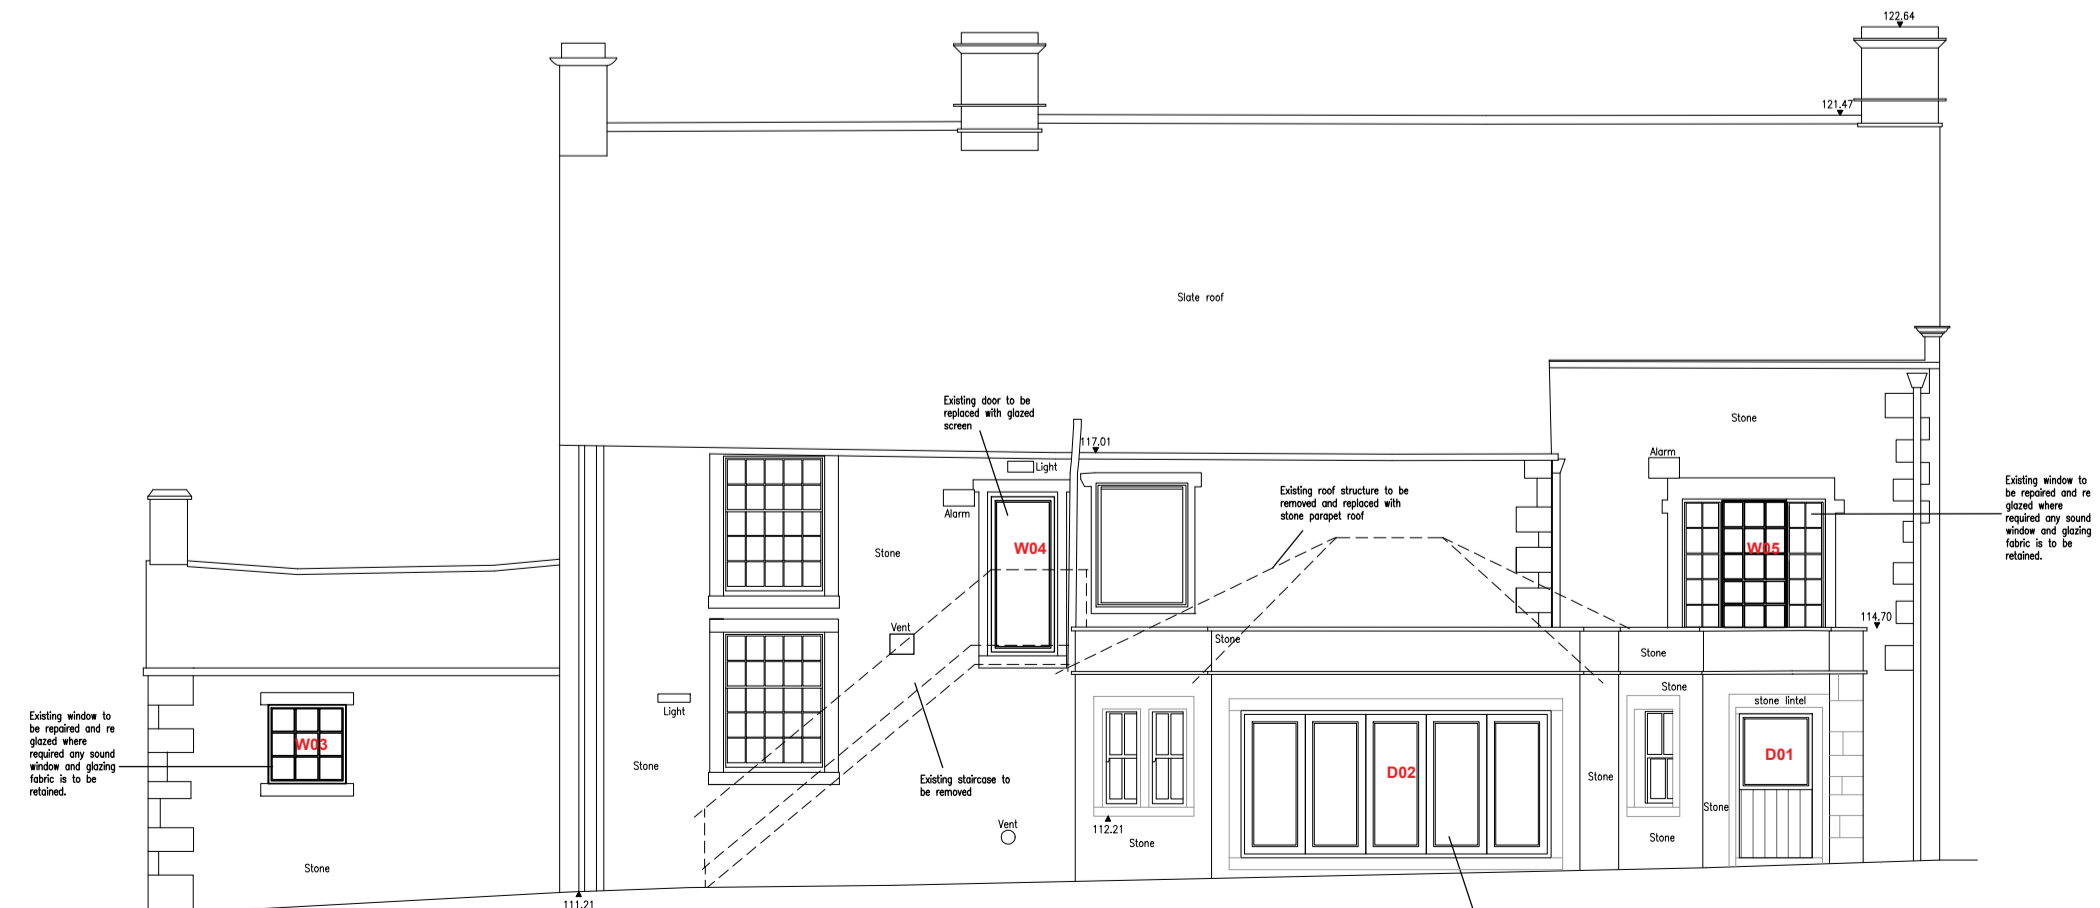 122.64
121.47
Slate roof
Existing door to be
replaced with glazed
screen
117.01
Light
Alarm
Stone
W04
Existing roof structure to be
removed and replaced with
stone parapet roof
Stone
Alarm
W05
Existing window to
be repaired and re
glazed where
required any sound
window and glazing
fabric is to be
retained.
114.70
Vent
Stone
Stone
Stone
stone lintel
Light
Existing window to
be repaired and re
glazed where
required any sound
window and glazing
fabric is to be
retained.
W03
Stone
Existing staircase to
be removed
D02
D01
Stone
Stone
Vent
112.21
Stone
Stone
Stone
111.21